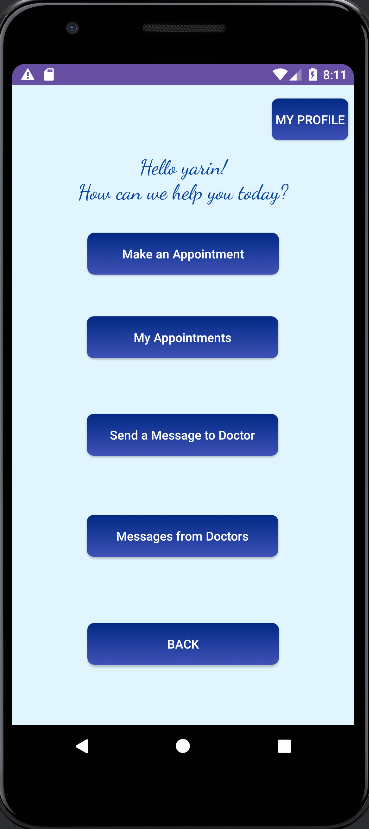 8:11
MY PROFILE
Hello yarin!
How can we help you today?
Make an Appointment
My Appointments
Send a Message to Doctor
Messages from Doctors
BACK